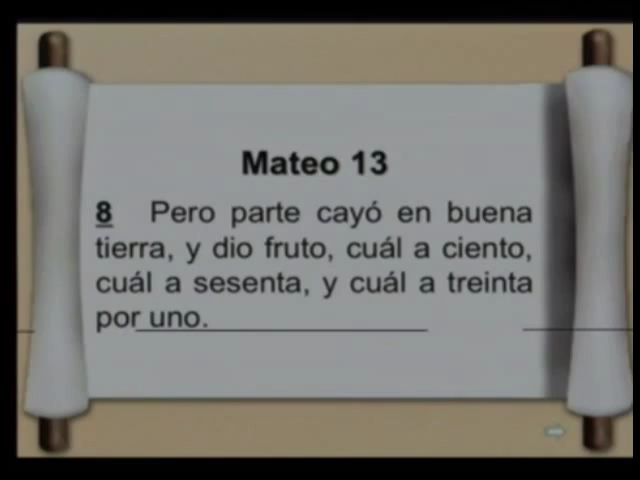 Mateo 13
8 Pero parte cayó en buena
tierra, y dio fruto, cuál a ciento,
cuál a sesenta, y cuál a treinta
por uno.